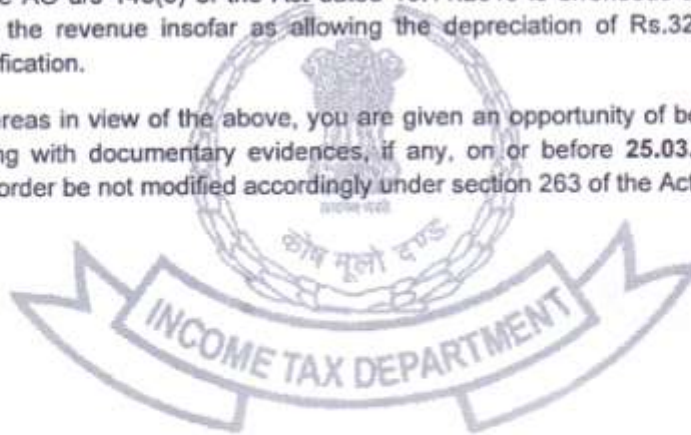 the revenue insofar as allowing the depreciation of Rs.32
fication.
ereas in view of the above, you are given an opportunity of be
ng with documentary evidences, if any, on or before 25.03.
order be not modified accordingly under section 263 of the Act
कोष मूलो दण्डः
INCOME TAX DEPARTMENT